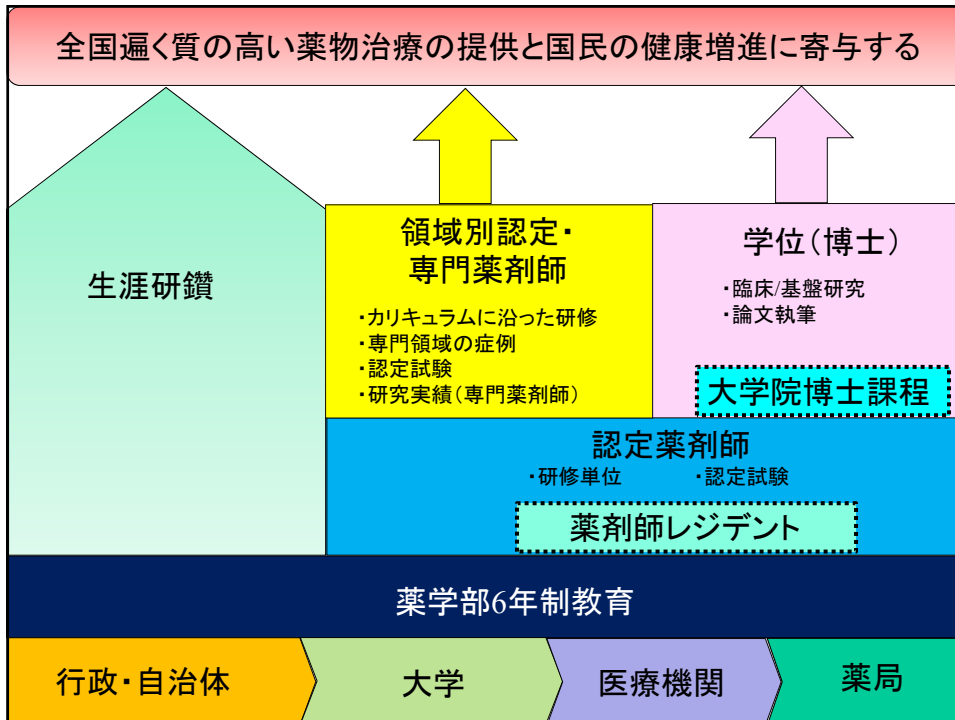 全国遍く質の高い薬物治療の提供と国民の健康増進に寄与する
生涯研鑽
領域別認定・
専門薬剤師
・カリキュラムに沿った研修
・専門領域の症例
・認定試験
・研究実績(専門薬剤師)
学位(博士)
・臨床/基盤研究
・論文執筆
大学院博士課程
認定薬剤師
・研修単位 ・認定試験
薬剤師レジデント
薬学部6年制教育
行政・自治体 大学 医療機関 薬局